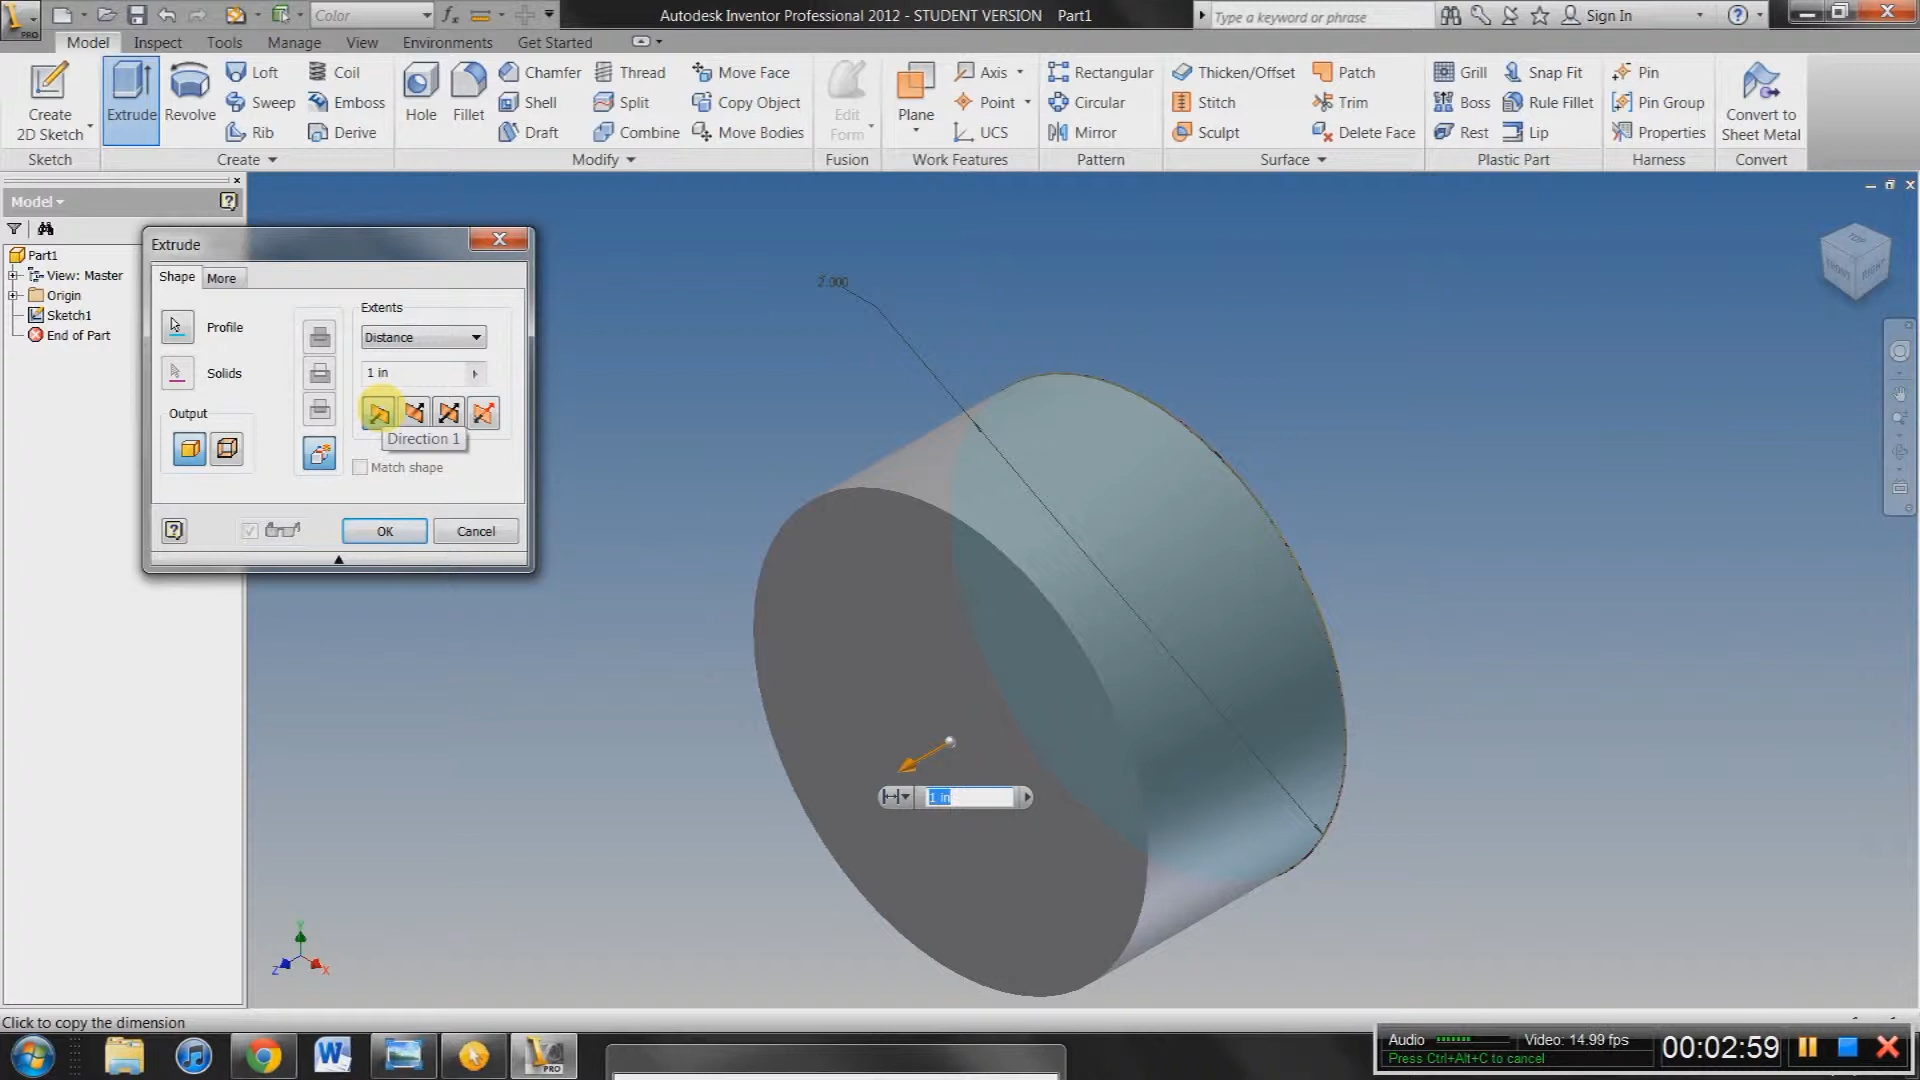 Color
Autodesk Inventor Professional 2012 - STUDENT VERSION Part1
Type a keyword or phrase
Sign In
PRO
Model Inspect Tools Manage View Environments Get Started
Create 2D Sketch
Extrude
Revolve
Loft
Sweep
Rib
Coil
Emboss
Derive
Hole
Fillet
Chamfer
Shell
Draft
Thread
Split
Combine
Move Face
Copy Object
Move Bodies
Edit Form
Plane
Axis
Point
UCS
Rectangular
Circular
Mirror
Thicken/Offset
Stitch
Sculpt
Patch
Trim
Delete Face
Grill
Boss
Rest
Snap Fit
Rule Fillet
Lip
Pin
Pin Group
Properties
Convert to Sheet Metal
Sketch Create Modify Fusion Work Features Pattern Surface Plastic Part Harness Convert
Model
Part1
View: Master
Origin
Sketch1
End of Part
Extrude
Shape More
Profile
Solids
Output
Extents
Distance
1 in
Direction 1
Match shape
OK Cancel
2.000
1 in
TOP
FRONT RIGHT
Y
Z X
Click to copy the dimension
PRO
Audio Video: 14.99 fps
Press Ctrl+Alt+C to cancel
00:02:59